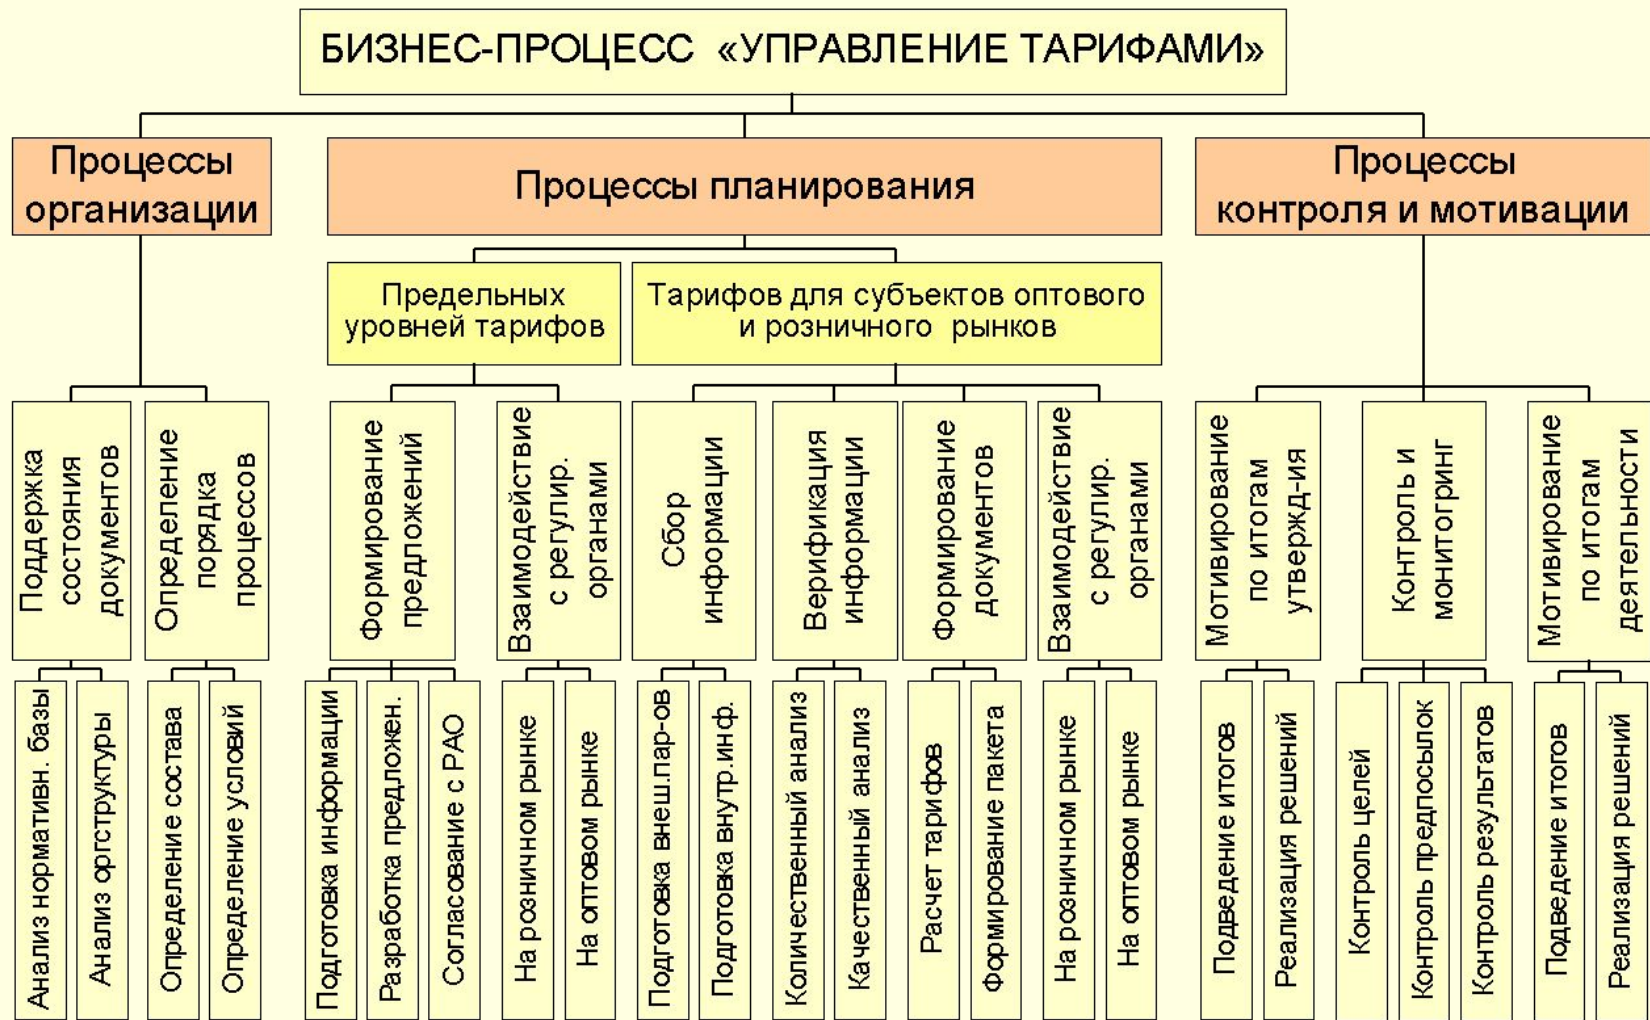 БИЗНЕС-ПРОЦЕСС «УПРАВЛЕНИЕ ТАРИФАМИ»
Процессы
организации
Процессы планирования
Процессы
контроля и мотивации
Предельных
уровней тарифов
Тарифов для субъектов оптового
и розничного рынков
Поддержка
состояния
документов
Определение
порядка
процессов
Формирование
предложений
Взаимодействие
с регулир.
органами
Сбор
информации
Верификация
информации
Формирование
документов
Взаимодействие
с регулир.
органами
Мотивирование
по итогам
утвержд-ия
Контроль и
монитогринг
Мотивирование
по итогам
деятельности
Анализ нормативн. базы
Анализ оргструктуры
Определение состава
Определение условий
Подготовка информации
Разработка предложен.
Согласование с РАО
На розничном рынке
На оптовом рынке
Подготовка внеш.пар-ов
Подготовка внутр.инф.
Количественный анализ
Качественный анализ
Расчет тарифов
Формирование пакета
На розничном рынке
На оптовом рынке
Подведение итогов
Реализация решений
Контроль целей
Контроль предпосылок
Контроль результатов
Подведение итогов
Реализация решений